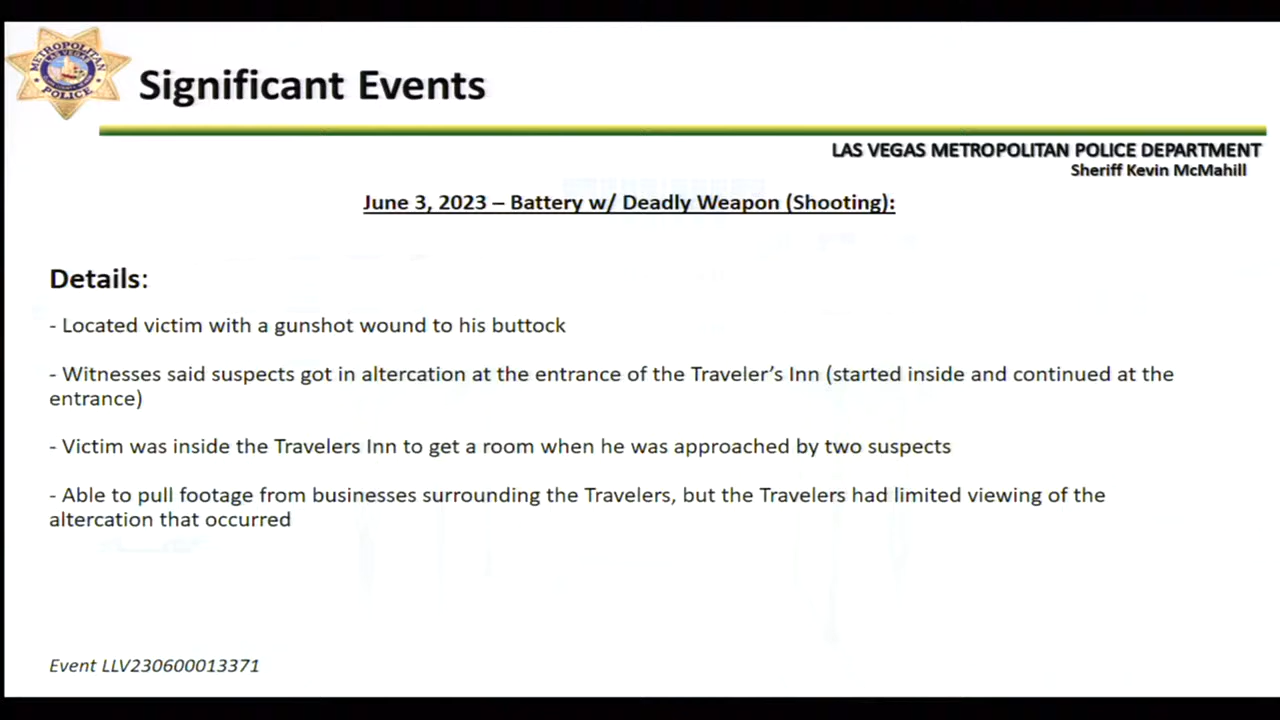 METROPOLITAN
LAS VEGAS
POLICE
Significant Events
LAS VEGAS METROPOLITAN POLICE DEPARTMENT
Sheriff Kevin McMahill
June 3, 2023 – Battery w/ Deadly Weapon (Shooting):
Details:
- Located victim with a gunshot wound to his buttock
- Witnesses said suspects got in altercation at the entrance of the Traveler’s Inn (started inside and continued at the
entrance)
- Victim was inside the Travelers Inn to get a room when he was approached by two suspects
- Able to pull footage from businesses surrounding the Travelers, but the Travelers had limited viewing of the
altercation that occurred
Event LLV230600013371